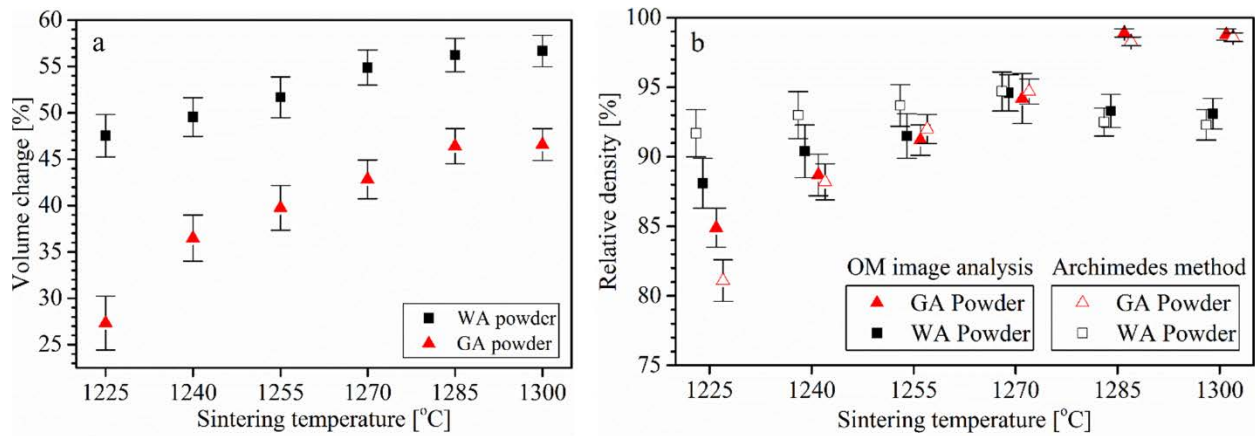 a
Volume change [%]
60
55
50
45
40
35
30
25
1225 1240 1255 1270 1285 1300
Sintering temperature [°C]
WA powder
GA powder
b
Relative density [%]
100
95
90
85
80
75
1225 1240 1255 1270 1285 1300
Sintering temperature [°C]
OM image analysis Archimedes method
GA Powder GA Powder
WA Powder WA Powder